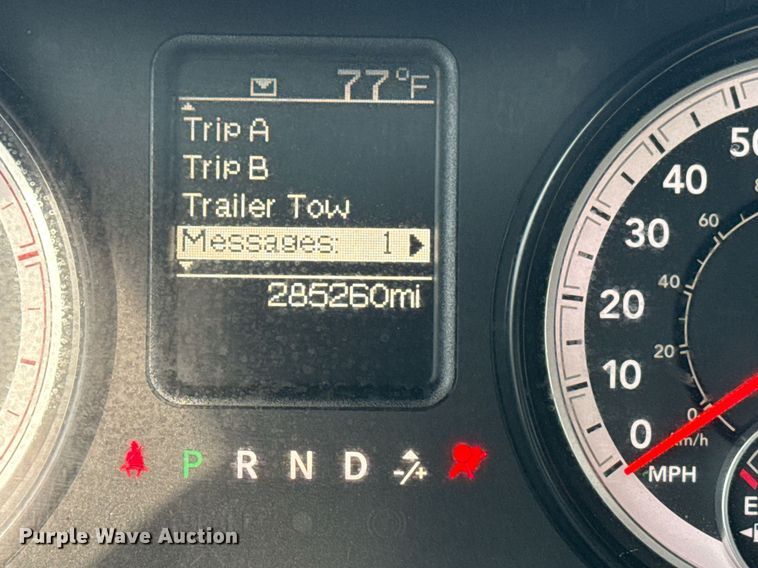 77°F
Trip A
Trip B
Trailer Tow
Messages: 1
285260mi
P R N D -/+
50
40
30
20
10
0
MPH
60
40
20
0
km/h
E
Purple Wave Auction